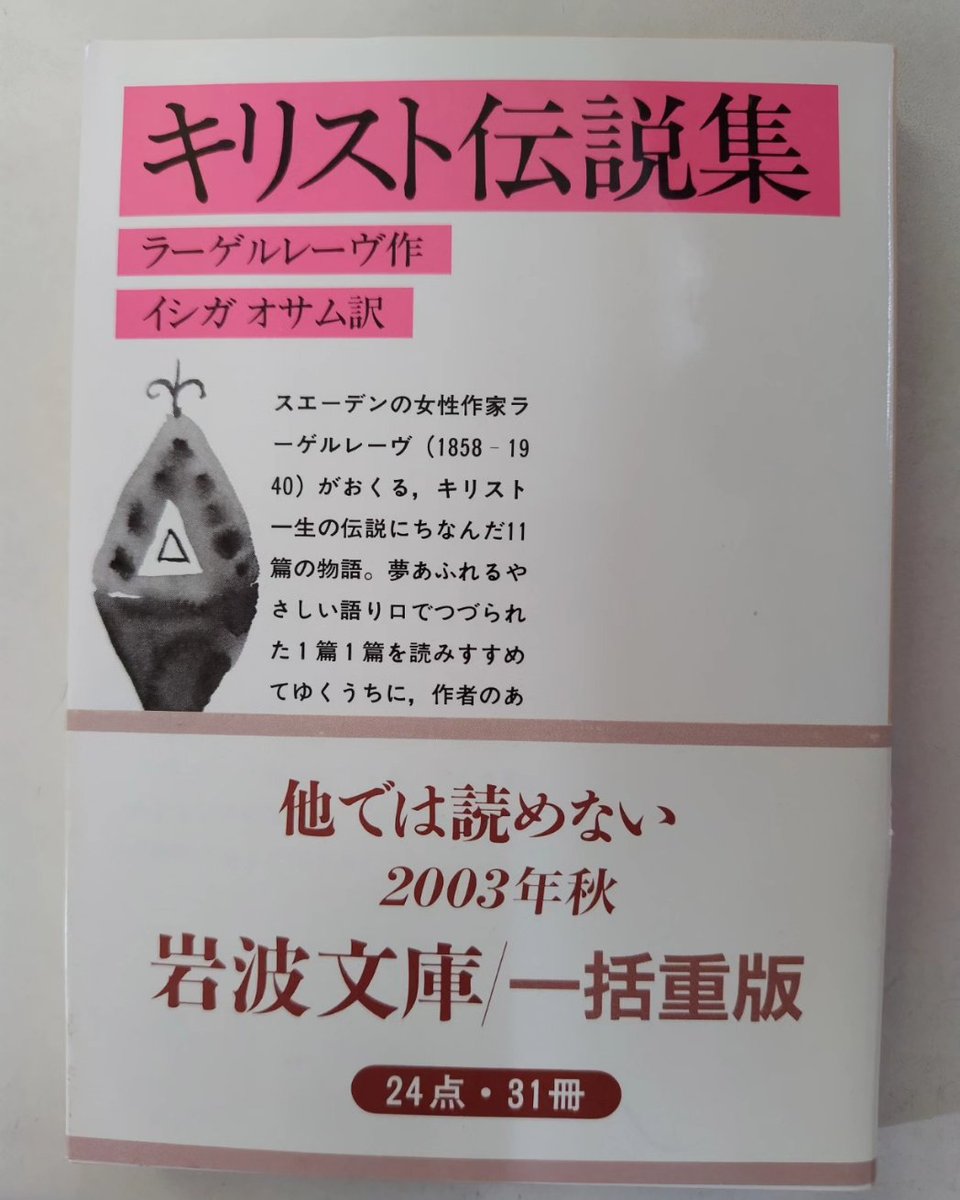 キリスト伝説集
ラーゲルレーヴ作
イシガ オサム訳
スエーデンの女性作家ラ
ーゲルレーヴ（1858‐19
40）がおくる，キリスト
一生の伝説にちなんだ11
篇の物語。夢あふれるや
さしい語り口でつづられ
た1篇1篇を読みすすめ
てゆくうちに，作者のあ
他では読めない
2003年秋
岩波文庫/一括重版
24点・31冊